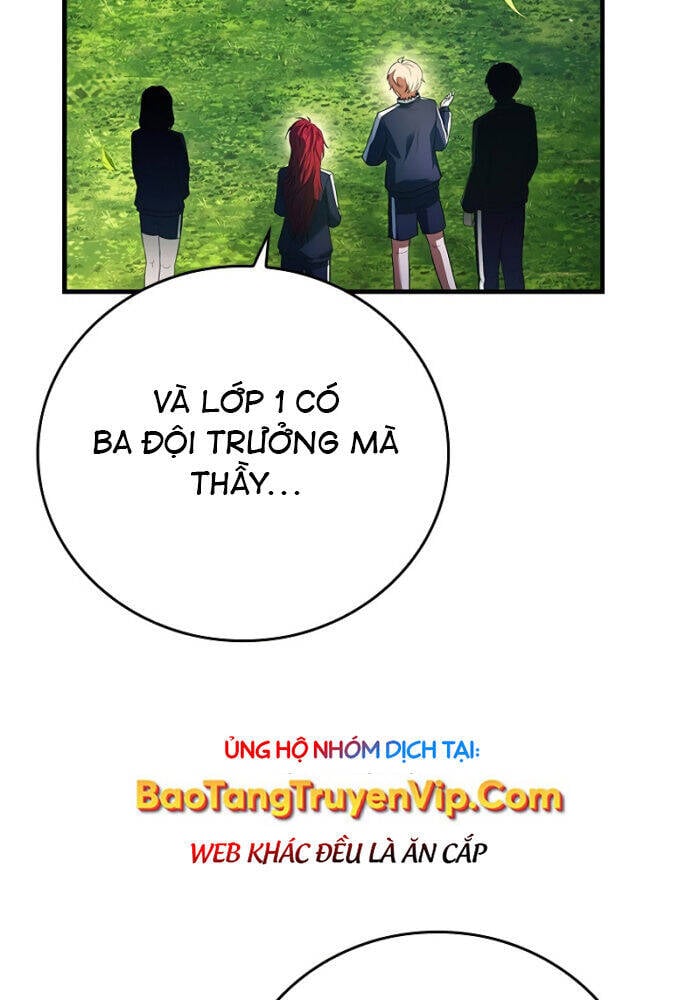 VÀ LỚP 1 CÓ
BA ĐỘI TRƯỞNG MÀ
THẦY...
ỦNG HỘ NHÓM DỊCH TẠI:
BaoTangTruyenVip.Com
WEB KHÁC ĐỀU LÀ ĂN CẮP